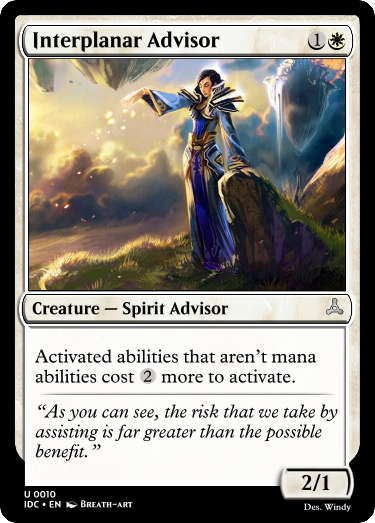 Interplanar Advisor 1
Creature — Spirit Advisor
Activated abilities that aren't mana
abilities cost 2 more to activate.
“As you can see, the risk that we take by
assisting is far greater than the possible
benefit.”
2/1
U 0010
IDC • EN Breath-art
Des. Windy